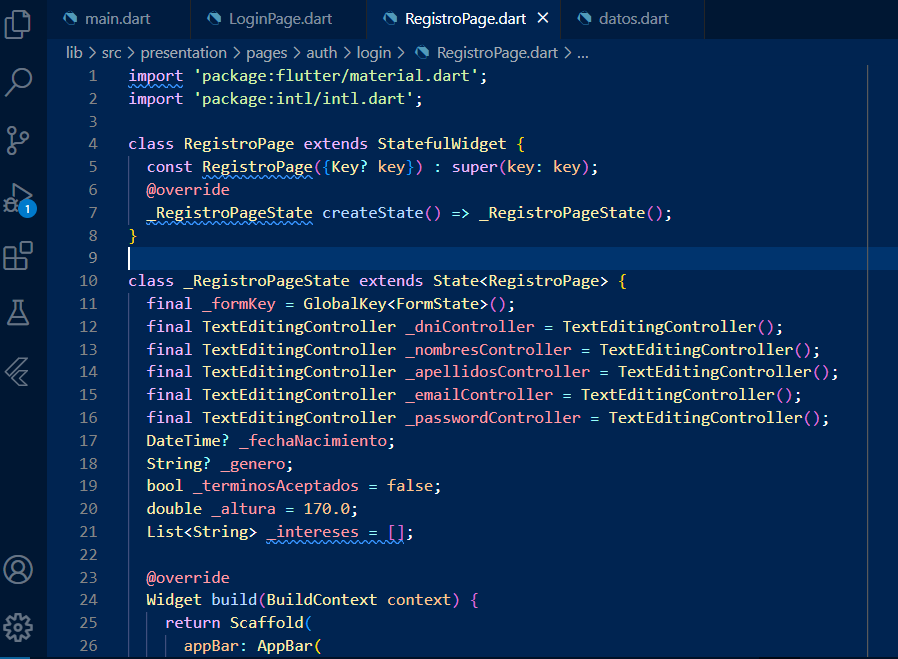 main.dart LoginPage.dart RegistroPage.dart datos.dart
lib > src > presentation > pages > auth > login > RegistroPage.dart > ...
1 import 'package:flutter/material.dart';
2 import 'package:intl/intl.dart';
3
4 class RegistroPage extends StatefulWidget {
5   const RegistroPage({Key? key}) : super(key: key);
6   @override
7   _RegistroPageState createState() => _RegistroPageState();
8 }
9
10 class _RegistroPageState extends State<RegistroPage> {
11   final _formKey = GlobalKey<FormState>();
12   final TextEditingController _dniController = TextEditingController();
13   final TextEditingController _nombresController = TextEditingController();
14   final TextEditingController _apellidosController = TextEditingController();
15   final TextEditingController _emailController = TextEditingController();
16   final TextEditingController _passwordController = TextEditingController();
17   DateTime? _fechaNacimiento;
18   String? _genero;
19   bool _terminosAceptados = false;
20   double _altura = 170.0;
21   List<String> _intereses = [];
22
23   @override
24   Widget build(BuildContext context) {
25     return Scaffold(
26       appBar: AppBar(
1